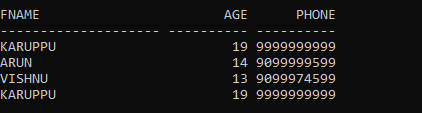 FNAME                       AGE      PHONE
-------------------- ---------- ----------
KARUPPU                      19 9999999999
ARUN                         14 9099999599
VISHNU                       13 9099974599
KARUPPU                      19 9999999999